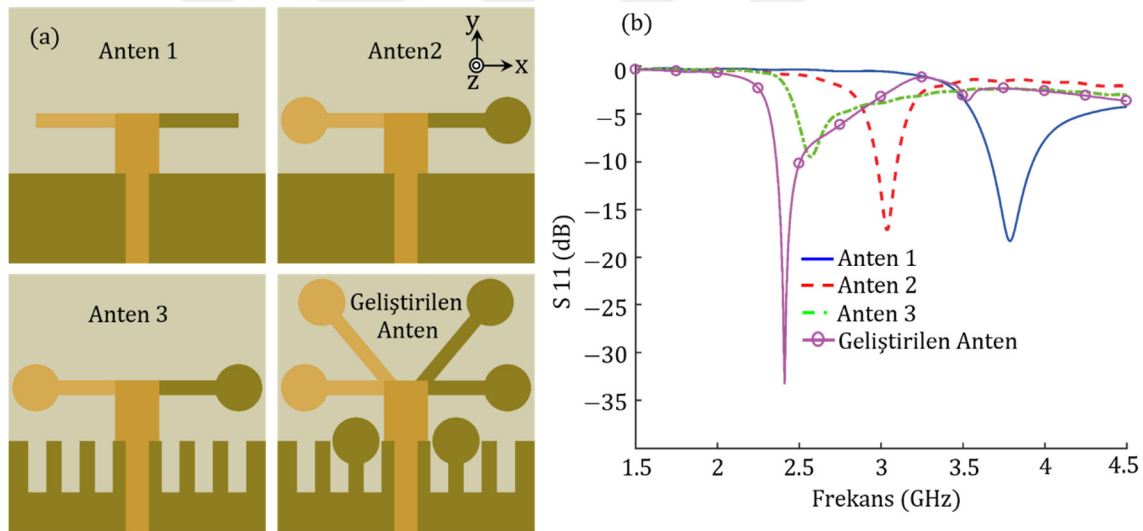 (a)
Anten 1
Anten2
y
x
z
Anten 3
Geliştirilen
Anten
(b)
S 11 (dB)
0
−5
−10
−15
−20
−25
−30
−35
Anten 1
Anten 2
Anten 3
Geliştirilen Anten
1.5 2 2.5 3 3.5 4 4.5
Frekans (GHz)